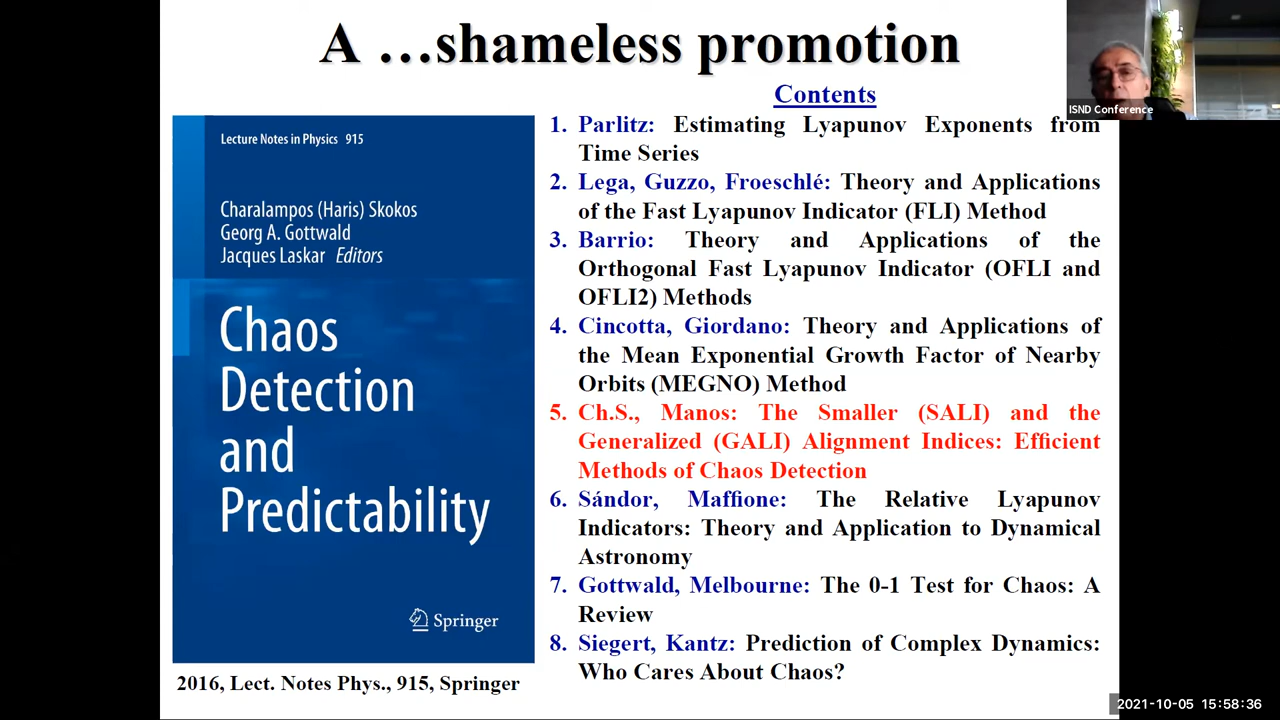 A …shameless promotion
ISND Conference
Lecture Notes in Physics 915
Charalampos (Haris) Skokos
Georg A. Gottwald
Jacques Laskar Editors
Chaos
Detection
and
Predictability
Springer
2016, Lect. Notes Phys., 915, Springer
Contents
1. Parlitz: Estimating Lyapunov Exponents from
Time Series
2. Lega, Guzzo, Froeschlé: Theory and Applications
of the Fast Lyapunov Indicator (FLI) Method
3. Barrio: Theory and Applications of the
Orthogonal Fast Lyapunov Indicator (OFLI and
OFLI2) Methods
4. Cincotta, Giordano: Theory and Applications of
the Mean Exponential Growth Factor of Nearby
Orbits (MEGNO) Method
5. Ch.S., Manos: The Smaller (SALI) and the
Generalized (GALI) Alignment Indices: Efficient
Methods of Chaos Detection
6. Sándor, Maffione: The Relative Lyapunov
Indicators: Theory and Application to Dynamical
Astronomy
7. Gottwald, Melbourne: The 0-1 Test for Chaos: A
Review
8. Siegert, Kantz: Prediction of Complex Dynamics:
Who Cares About Chaos?
2021-10-05 15:58:36